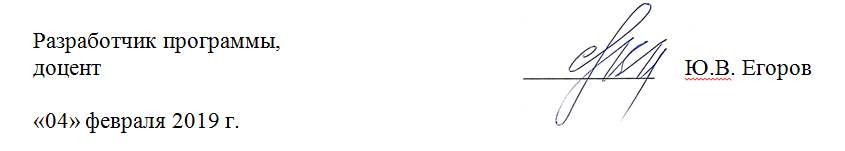 Разработчик программы,
доцент Ю.В. Егоров
«04» февраля 2019 г.